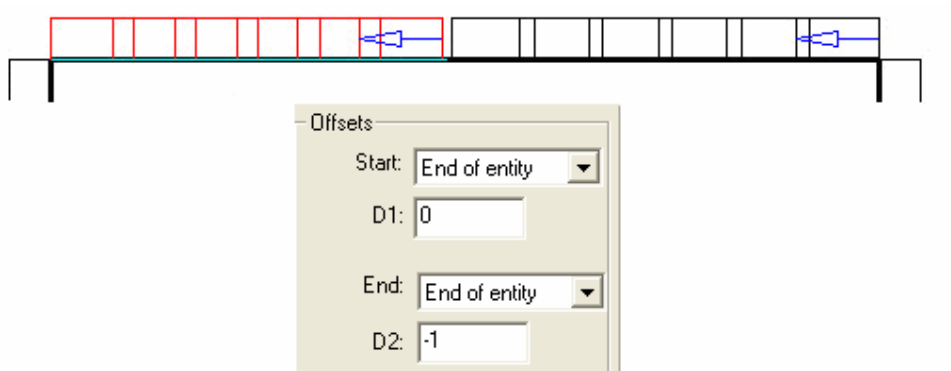 Offsets
Start: End of entity
D1: 0
End: End of entity
D2: -1